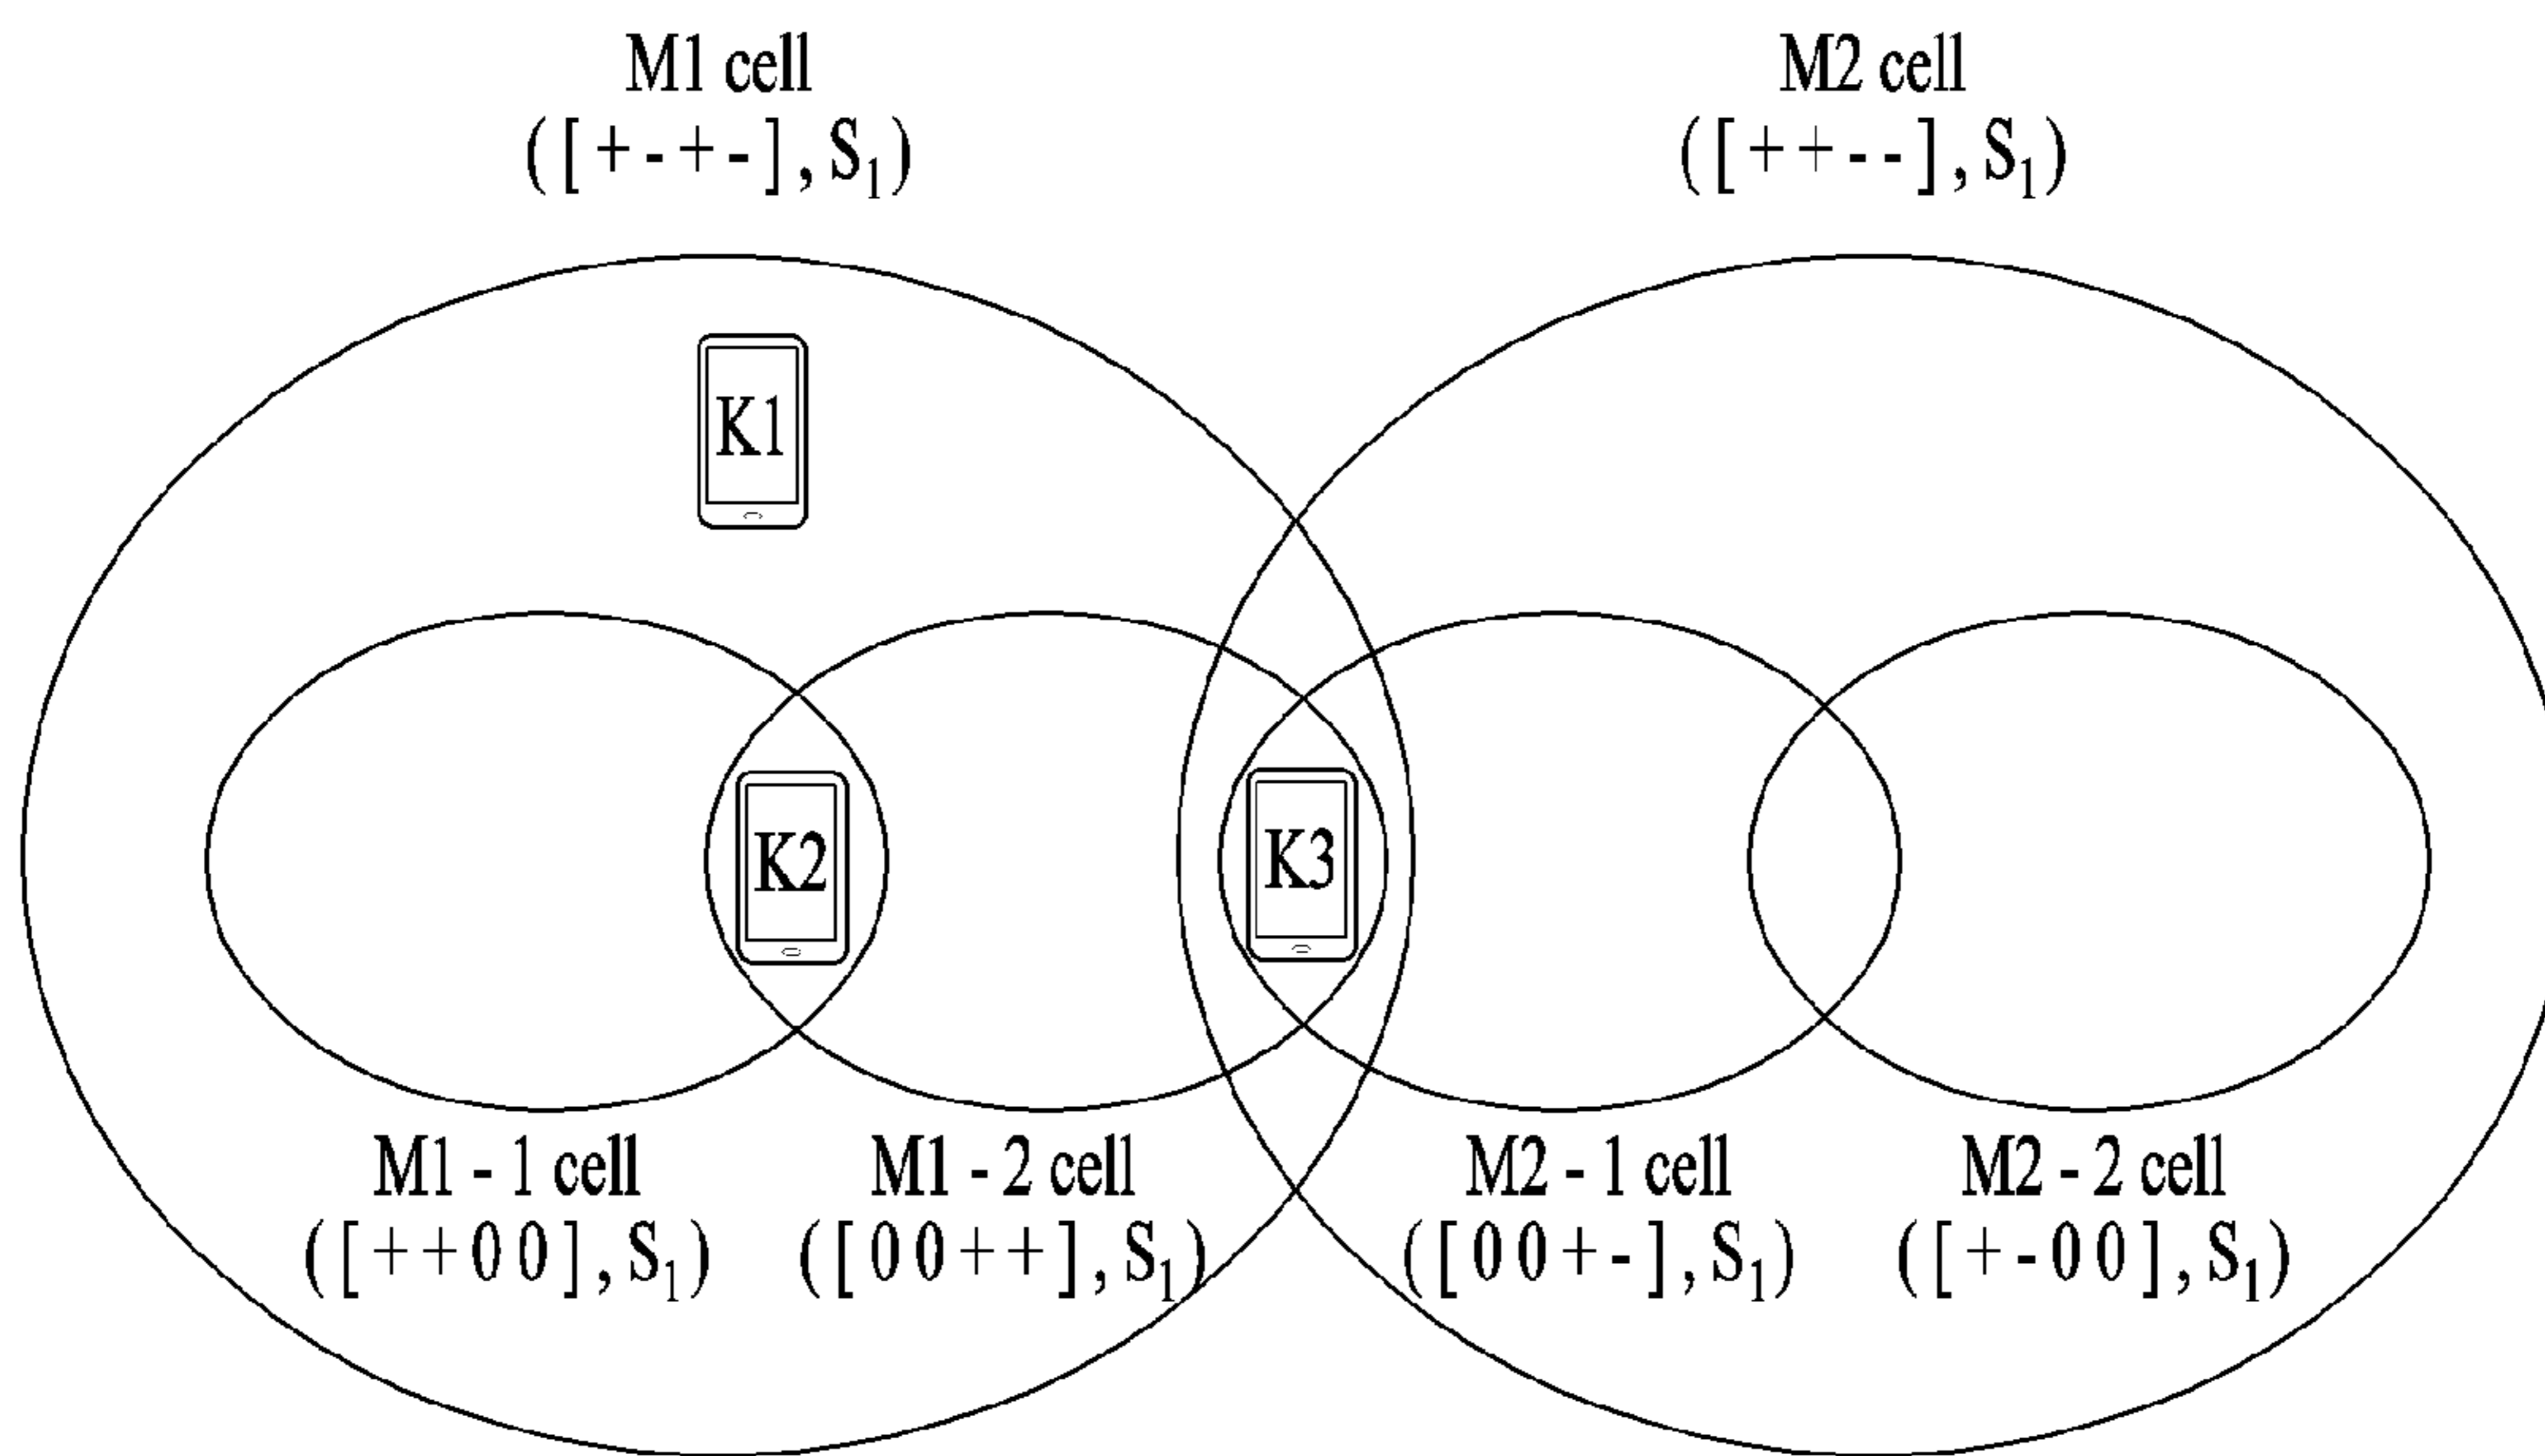 M1 cell
([+-+-], S₁)
M2 cell
([++--], S₁)
K1
K2
K3
M1 - 1 cell
([++00], S₁)
M1 - 2 cell
([00++], S₁)
M2 - 1 cell
([00+-], S₁)
M2 - 2 cell
([+-00], S₁)